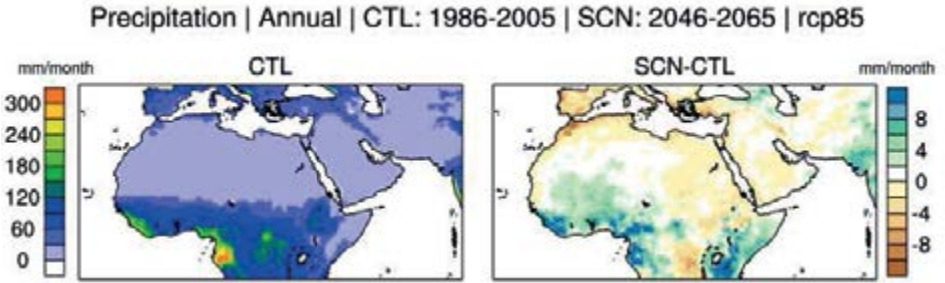 Precipitation | Annual | CTL: 1986-2005 | SCN: 2046-2065 | rcp85
mm/month
CTL
SCN-CTL
mm/month
300
240
180
120
60
0
8
4
0
-4
-8